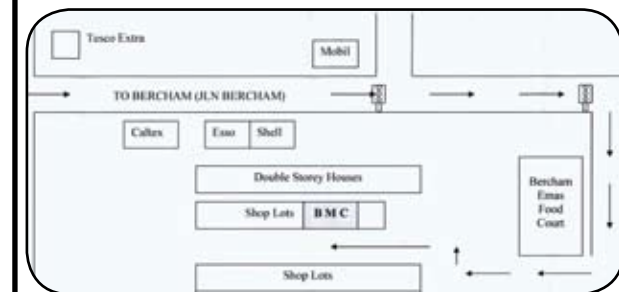 Tesco Extra
Mobil
TO BERCHAM (JLN BERCHAM)
Caltex
Esso
Shell
Double Storey Houses
Shop Lots
B M C
Bercham
Emas
Food
Court
Shop Lots